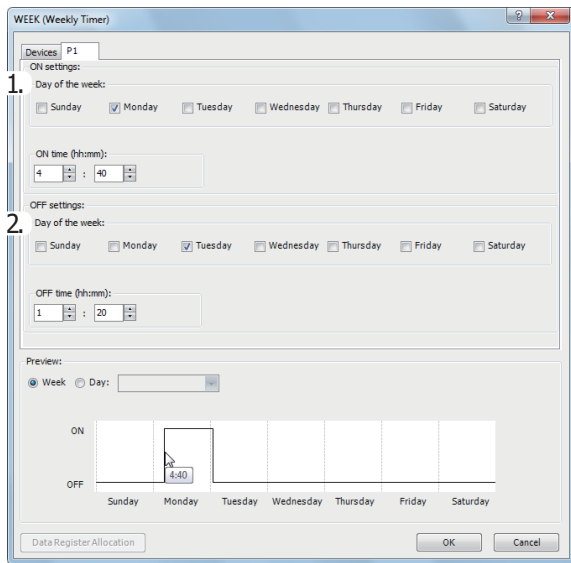 WEEK (Weekly Timer)
? x
Devices P1
ON settings:
1.
Day of the week:
Sunday Monday Tuesday Wednesday Thursday Friday Saturday
ON time (hh:mm):
4 : 40
OFF settings:
2.
Day of the week:
Sunday Monday Tuesday Wednesday Thursday Friday Saturday
OFF time (hh:mm):
1 : 20
Preview:
Week Day:
ON
4:40
OFF
Sunday Monday Tuesday Wednesday Thursday Friday Saturday
Data Register Allocation OK Cancel